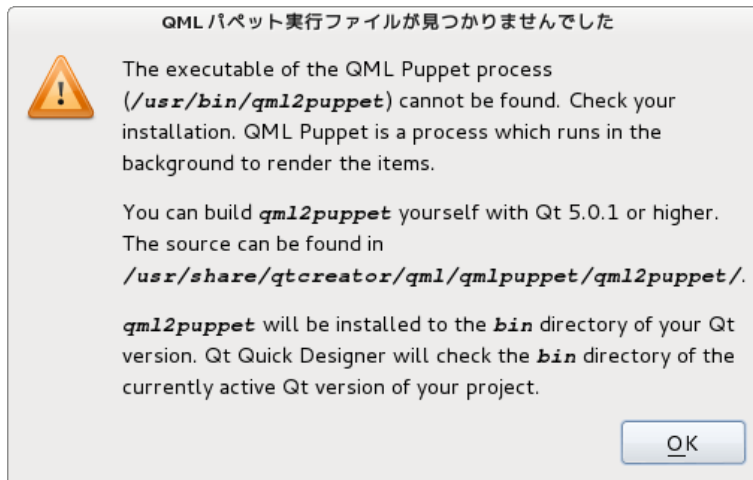 QML パペット実行ファイルが見つかりませんでした
The executable of the QML Puppet process
(/usr/bin/qml2puppet) cannot be found. Check your
installation. QML Puppet is a process which runs in the
background to render the items.
You can build qml2puppet yourself with Qt 5.0.1 or higher.
The source can be found in
/usr/share/qtcreator/qml/qmlpuppet/qml2puppet/.
qml2puppet will be installed to the bin directory of your Qt
version. Qt Quick Designer will check the bin directory of the
currently active Qt version of your project.
OK